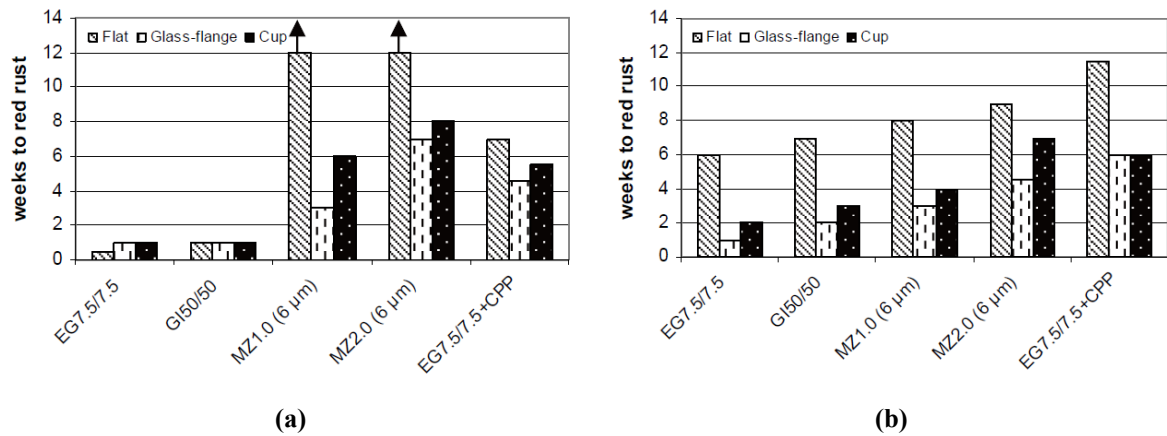 weeks to red rust
14
12
10
8
6
4
2
0
Flat Glass-flange Cup
EG7.5/7.5
GI50/50
MZ1.0 (6 µm)
MZ2.0 (6 µm)
EG7.5/7.5+CPP
(a)
weeks to red rust
14
12
10
8
6
4
2
0
Flat Glass-flange Cup
EG7.5/7.5
GI50/50
MZ1.0 (6 µm)
MZ2.0 (6 µm)
EG7.5/7.5+CPP
(b)